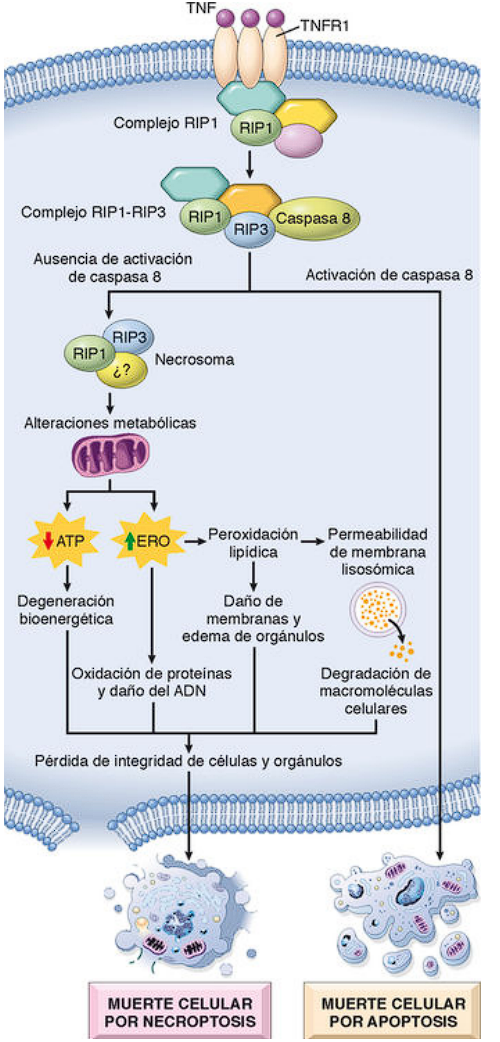 TNF
TNFR1
Complejo RIP1
RIP1
Complejo RIP1-RIP3
RIP1
RIP3
Caspasa 8
Ausencia de activación
de caspasa 8
Activación de caspasa 8
RIP1
RIP3
¿?
Necrosoma
Alteraciones metabólicas
ATP
ERO
Peroxidación
lipídica
Permeabilidad
de membrana
lisosómica
Degeneración
bioenergética
Daño de
membranas y
edema de orgánulos
Oxidación de proteínas
y daño del ADN
Degradación de
macromoléculas
celulares
Pérdida de integridad de células y orgánulos
MUERTE CELULAR
POR NECROPTOSIS
MUERTE CELULAR
POR APOPTOSIS